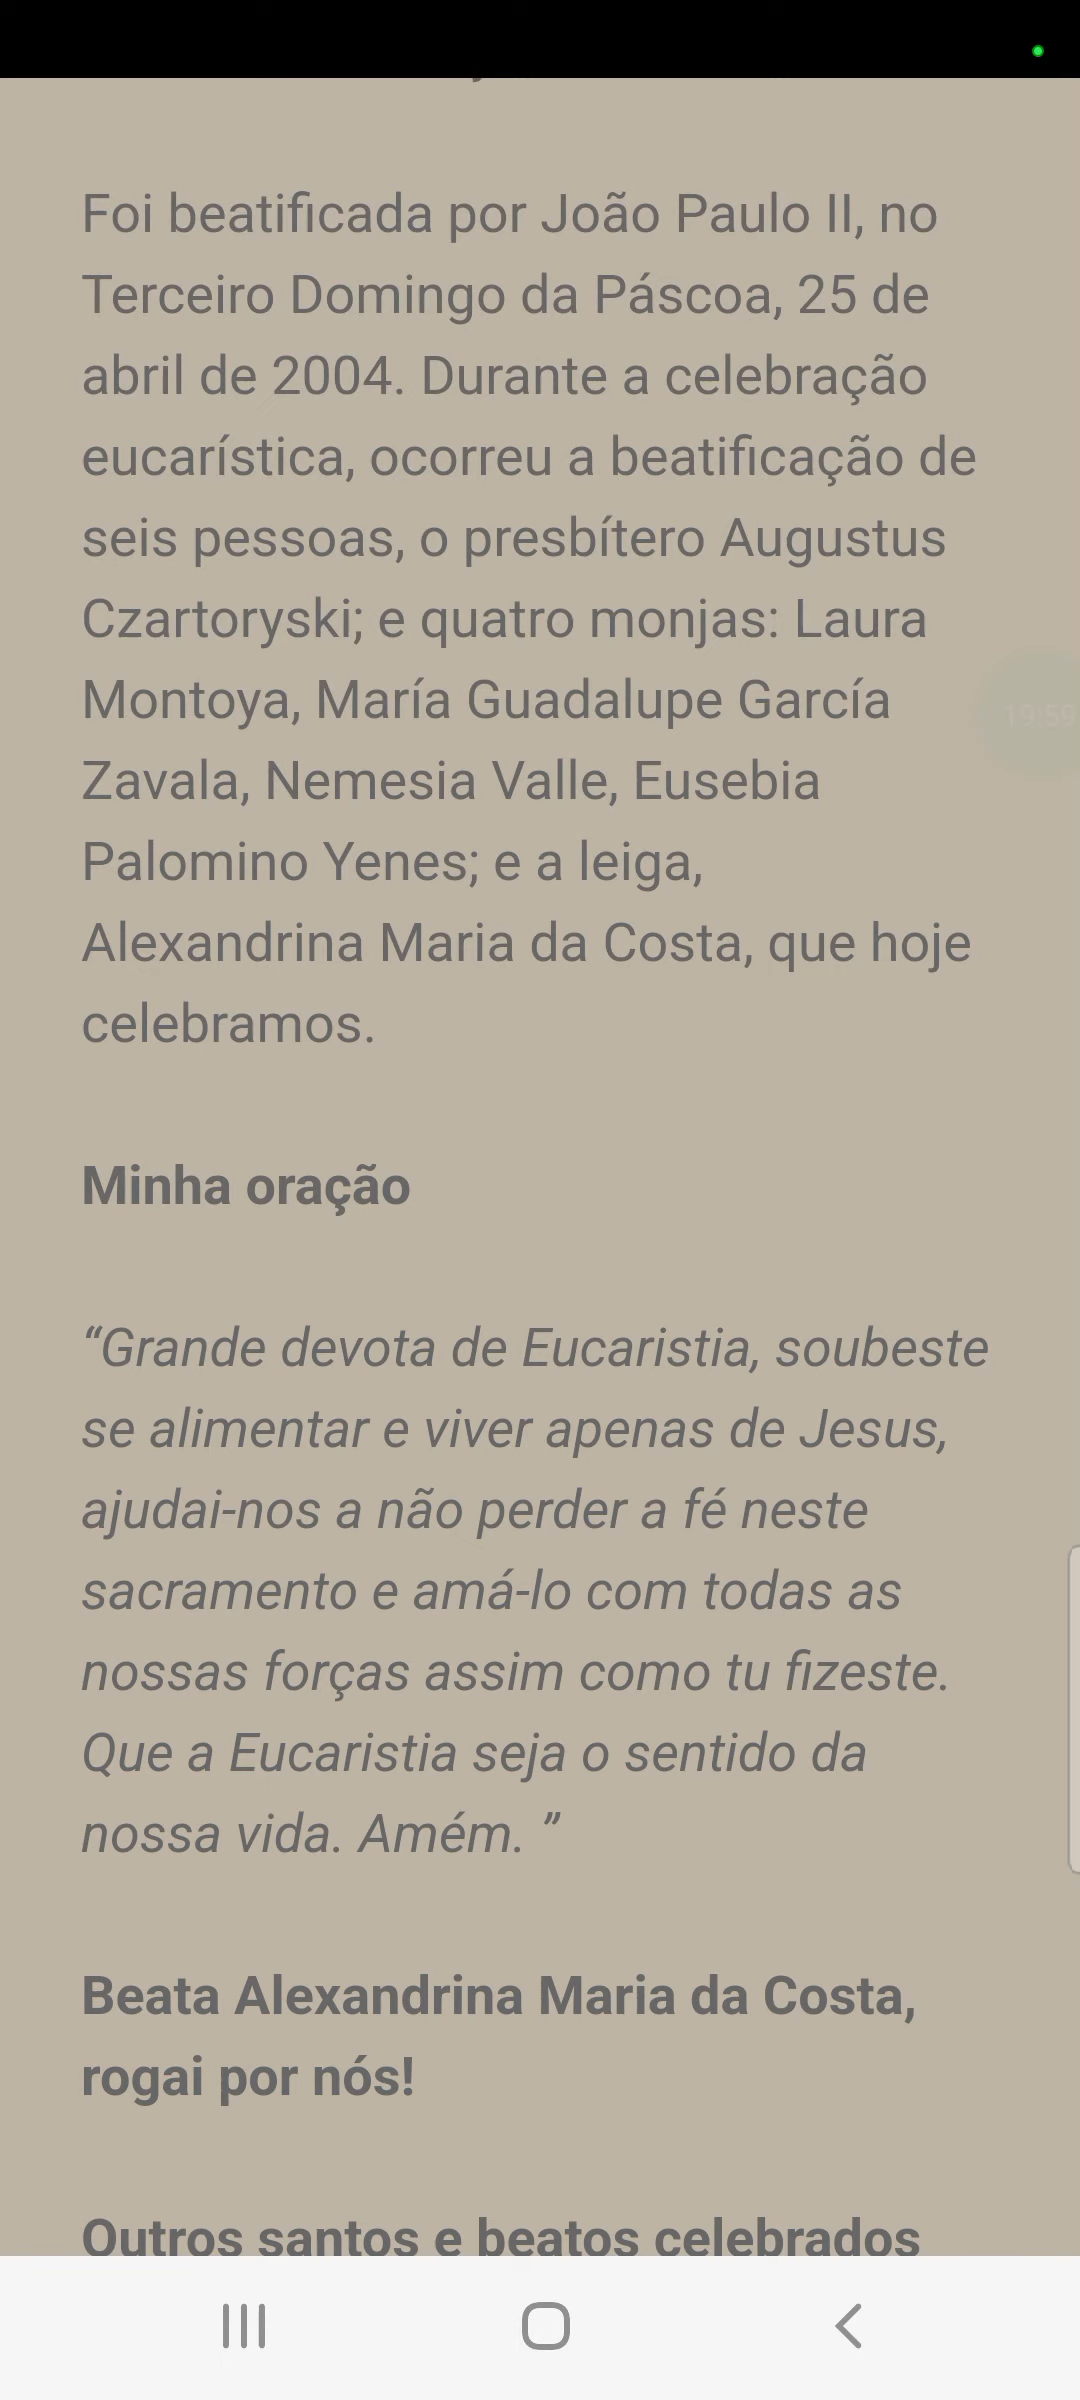 Foi beatificada por João Paulo II, no
Terceiro Domingo da Páscoa, 25 de
abril de 2004. Durante a celebração
eucarística, ocorreu a beatificação de
seis pessoas, o presbítero Augustus
Czartoryski; e quatro monjas: Laura
Montoya, María Guadalupe García
19:59
Zavala, Nemesia Valle, Eusebia
Palomino Yenes; e a leiga,
Alexandrina Maria da Costa, que hoje
celebramos.
Minha oração
“Grande devota de Eucaristia, soubeste
se alimentar e viver apenas de Jesus,
ajudai-nos a não perder a fé neste
sacramento e amá-lo com todas as
nossas forças assim como tu fizeste.
Que a Eucaristia seja o sentido da
nossa vida. Amém. ”
Beata Alexandrina Maria da Costa,
rogai por nós!
Outros santos e beatos celebrados